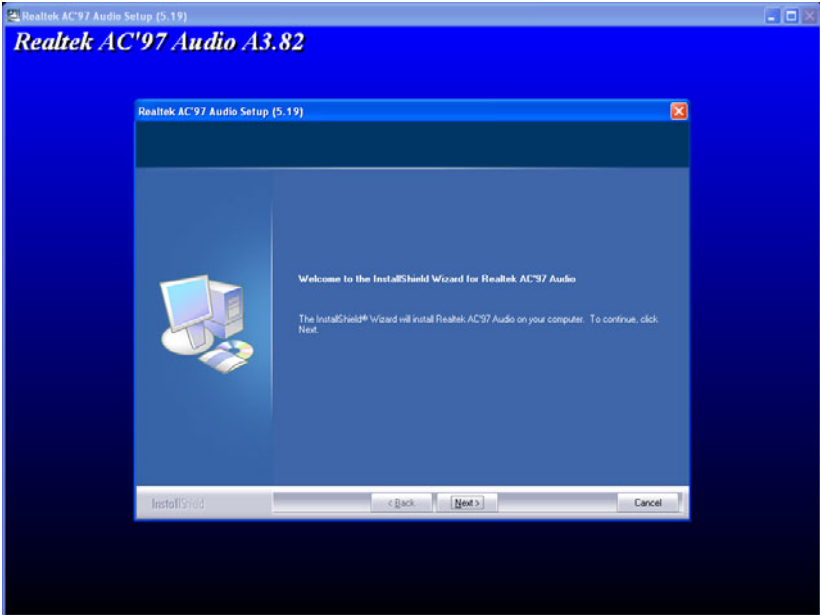 Realtek AC'97 Audio Setup (5.19)
Realtek AC'97 Audio A3.82
Realtek AC'97 Audio Setup (5.19)
Welcome to the InstallShield Wizard for Realtek AC'97 Audio
The InstallShield® Wizard will install Realtek AC'97 Audio on your computer. To continue, click
Next.
InstallShield
< Back
Next >
Cancel